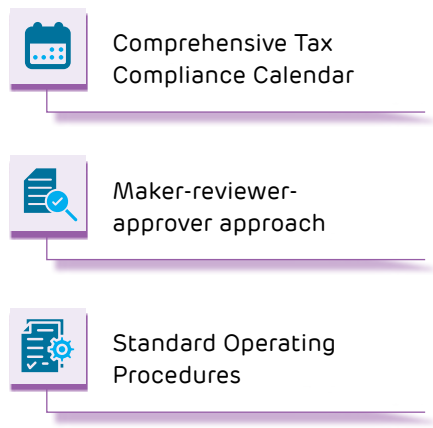 Comprehensive Tax
Compliance Calendar
Maker-reviewer-
approver approach
Standard Operating
Procedures